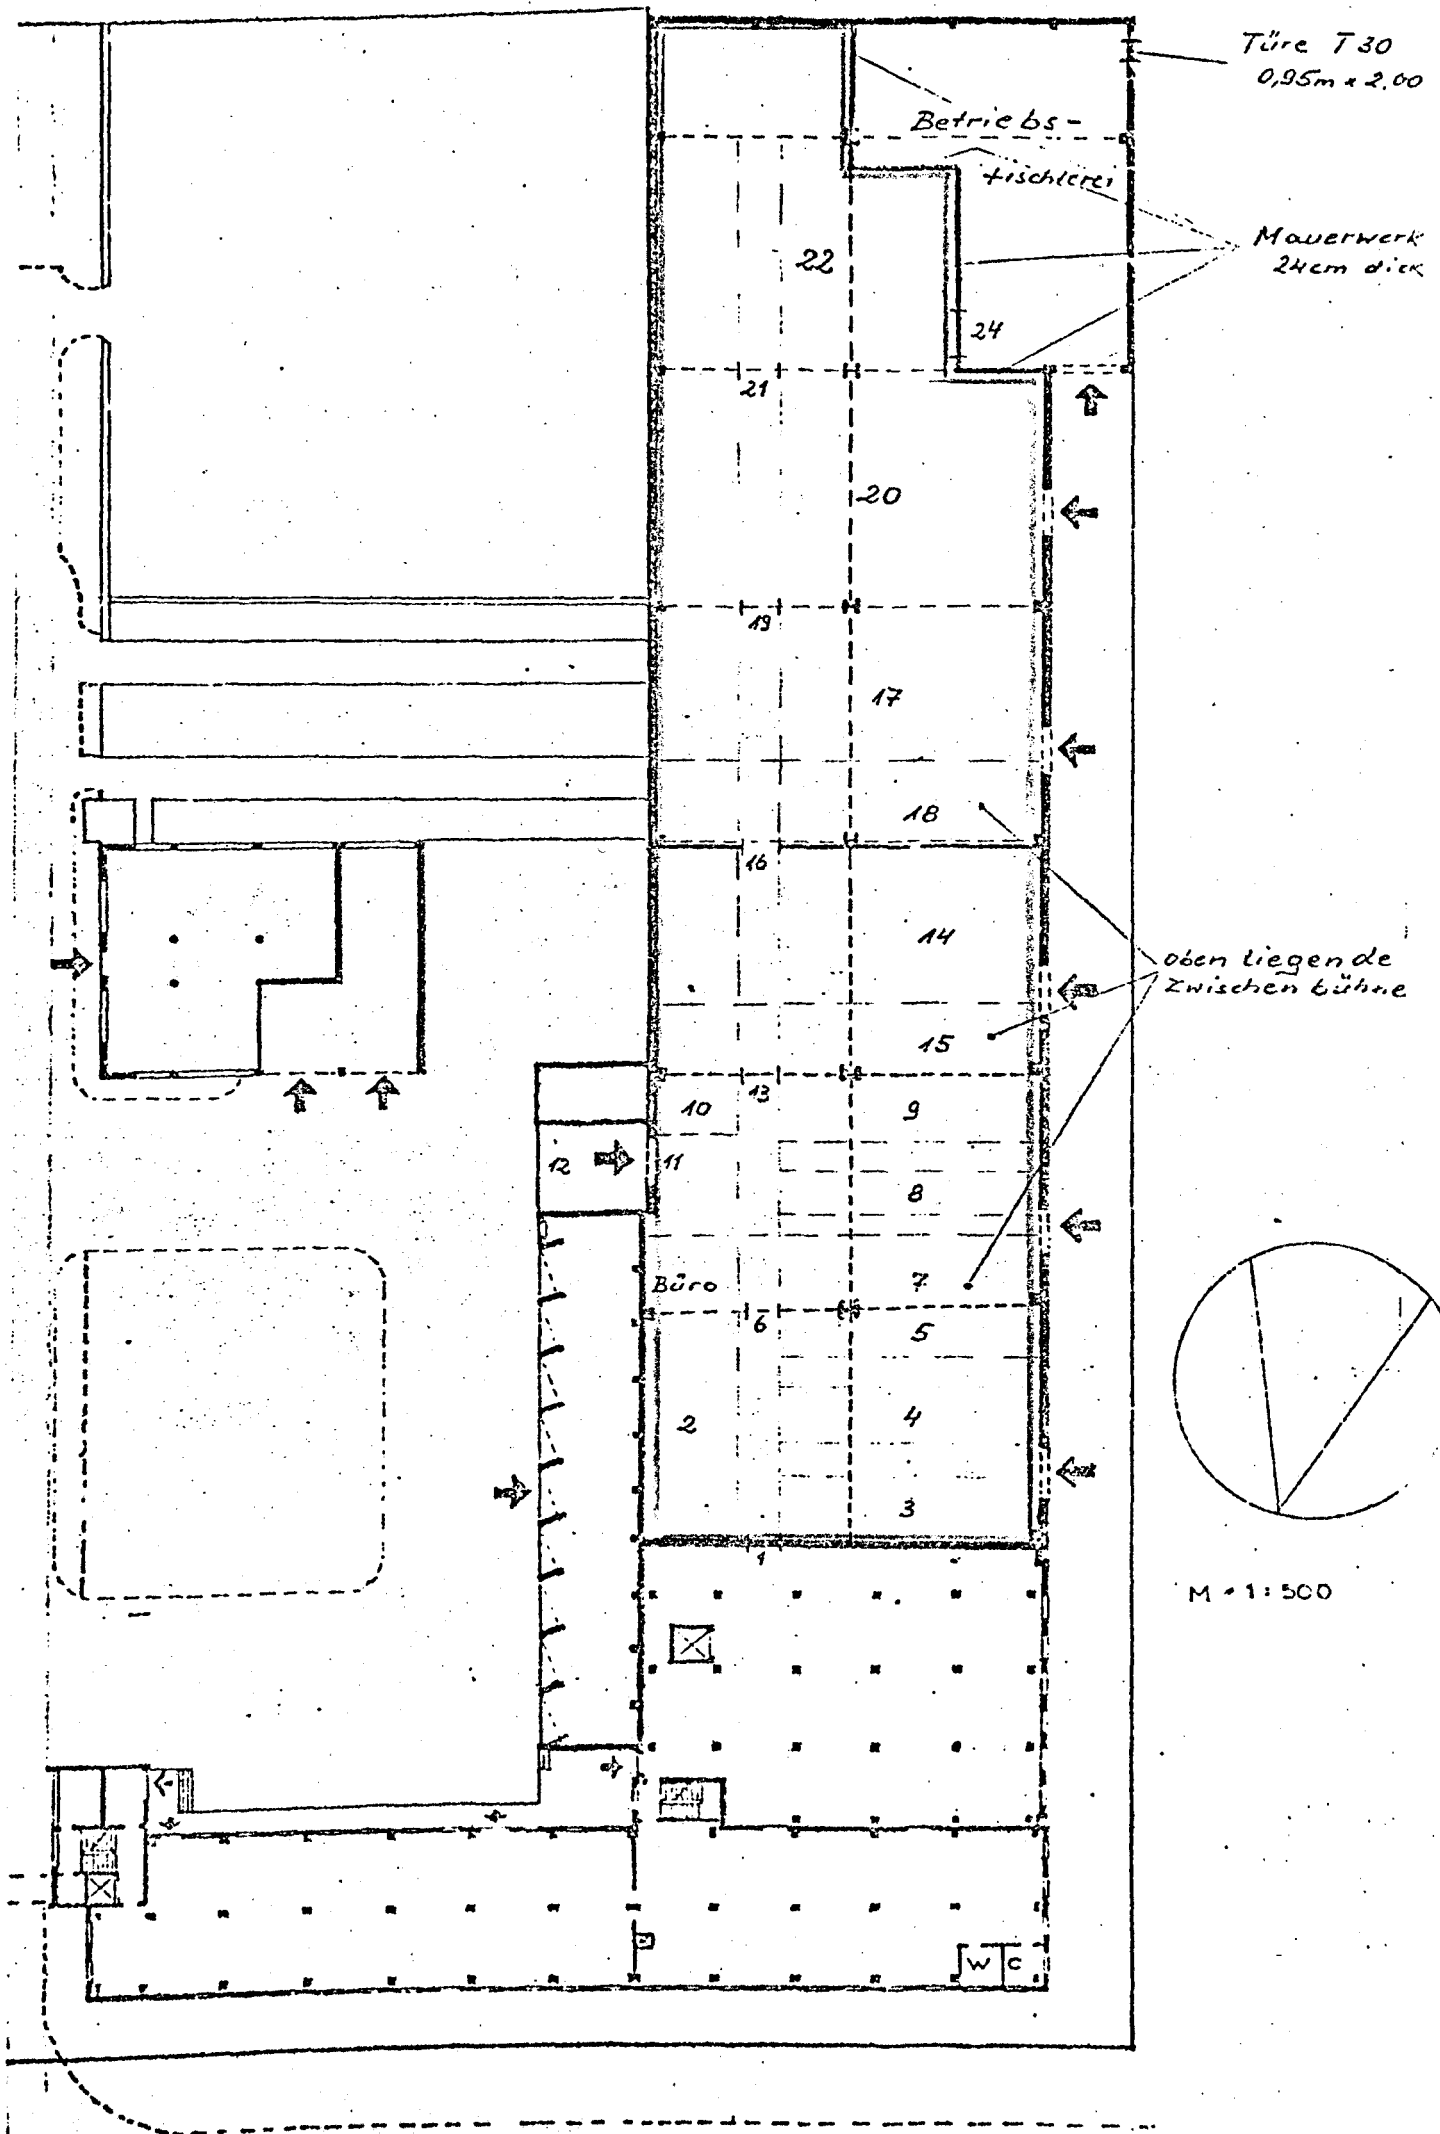 Türe T30
0,95m x 2.00
Betriebs-
tischlerei
Mauerwerk
24cm dick
22
24
21
20
19
17
18
16
14
oben liegende
Zwischenbühne
15
13
10
9
12
11
8
Büro
7
6
5
2
4
3
1
M • 1:500
W C